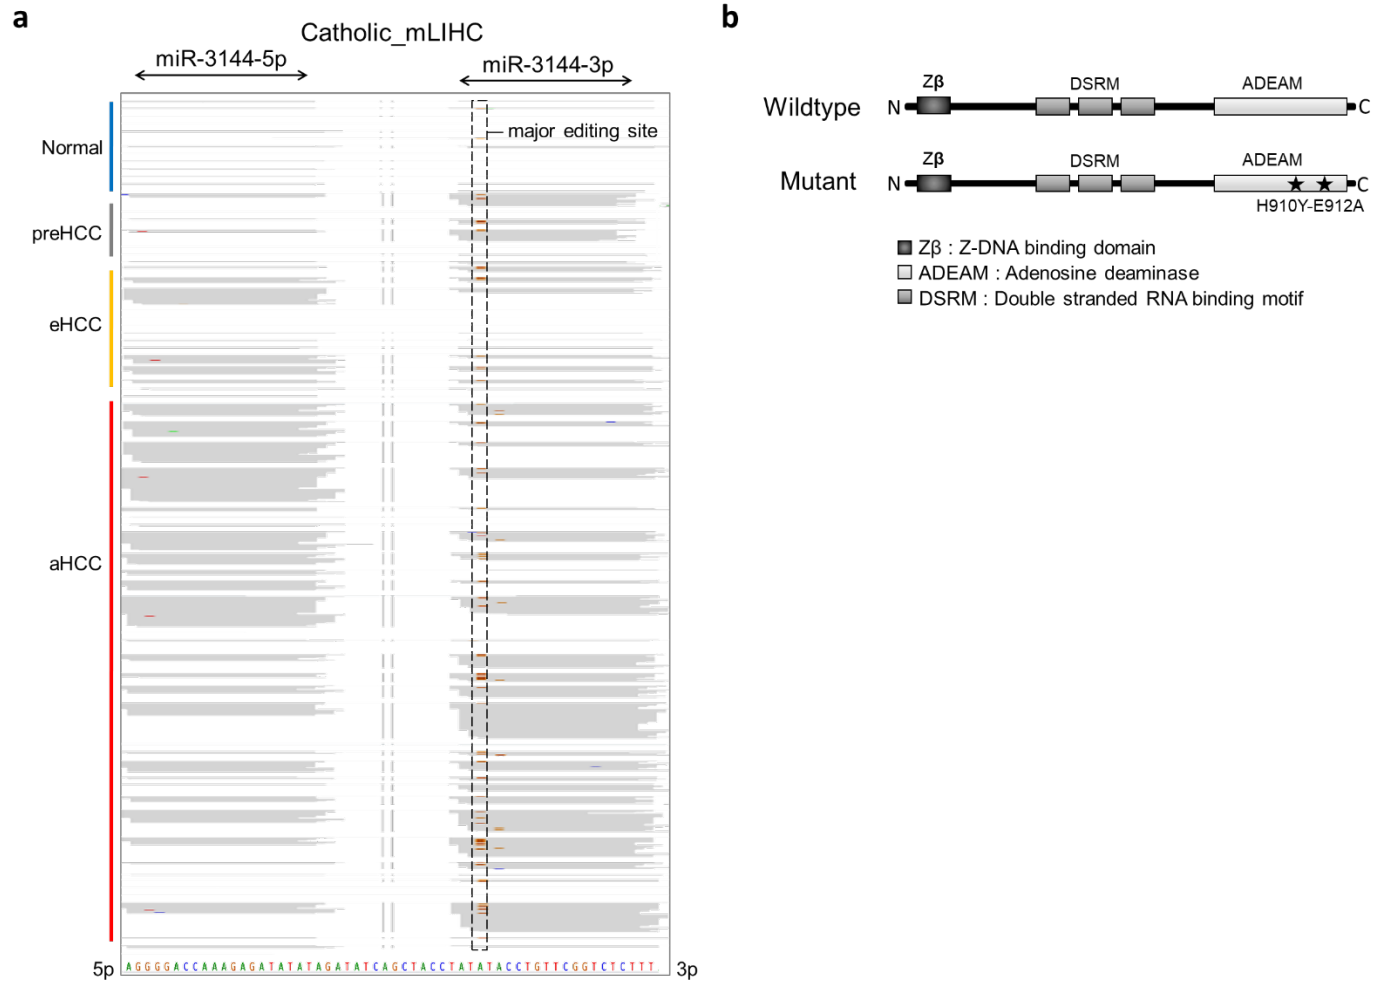 a
Catholic_mLIHC
miR-3144-5p
miR-3144-3p
major editing site
Normal
preHCC
eHCC
aHCC
5p
AGGGGACCAAAGAGATATATAGATATCAGCTACCTATATACCTGTTCGGTCTCTTT
3p
b
Zβ DSRM ADEAM
Wildtype N C
Zβ DSRM ADEAM
Mutant N C
H910Y-E912A
Zβ : Z-DNA binding domain
ADEAM : Adenosine deaminase
DSRM : Double stranded RNA binding motif